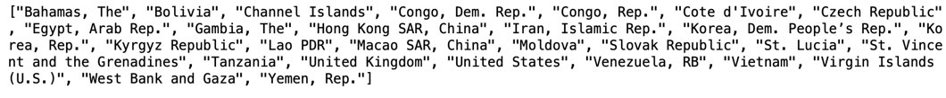 ["Bahamas, The", "Bolivia", "Channel Islands", "Congo, Dem. Rep.", "Congo, Rep.", "Cote d'Ivoire", "Czech Republic"
, "Egypt, Arab Rep.", "Gambia, The", "Hong Kong SAR, China", "Iran, Islamic Rep.", "Korea, Dem. People’s Rep.", "Ko
rea, Rep.", "Kyrgyz Republic", "Lao PDR", "Macao SAR, China", "Moldova", "Slovak Republic", "St. Lucia", "St. Vince
nt and the Grenadines", "Tanzania", "United Kingdom", "United States", "Venezuela, RB", "Vietnam", "Virgin Islands
(U.S.)", "West Bank and Gaza", "Yemen, Rep."]